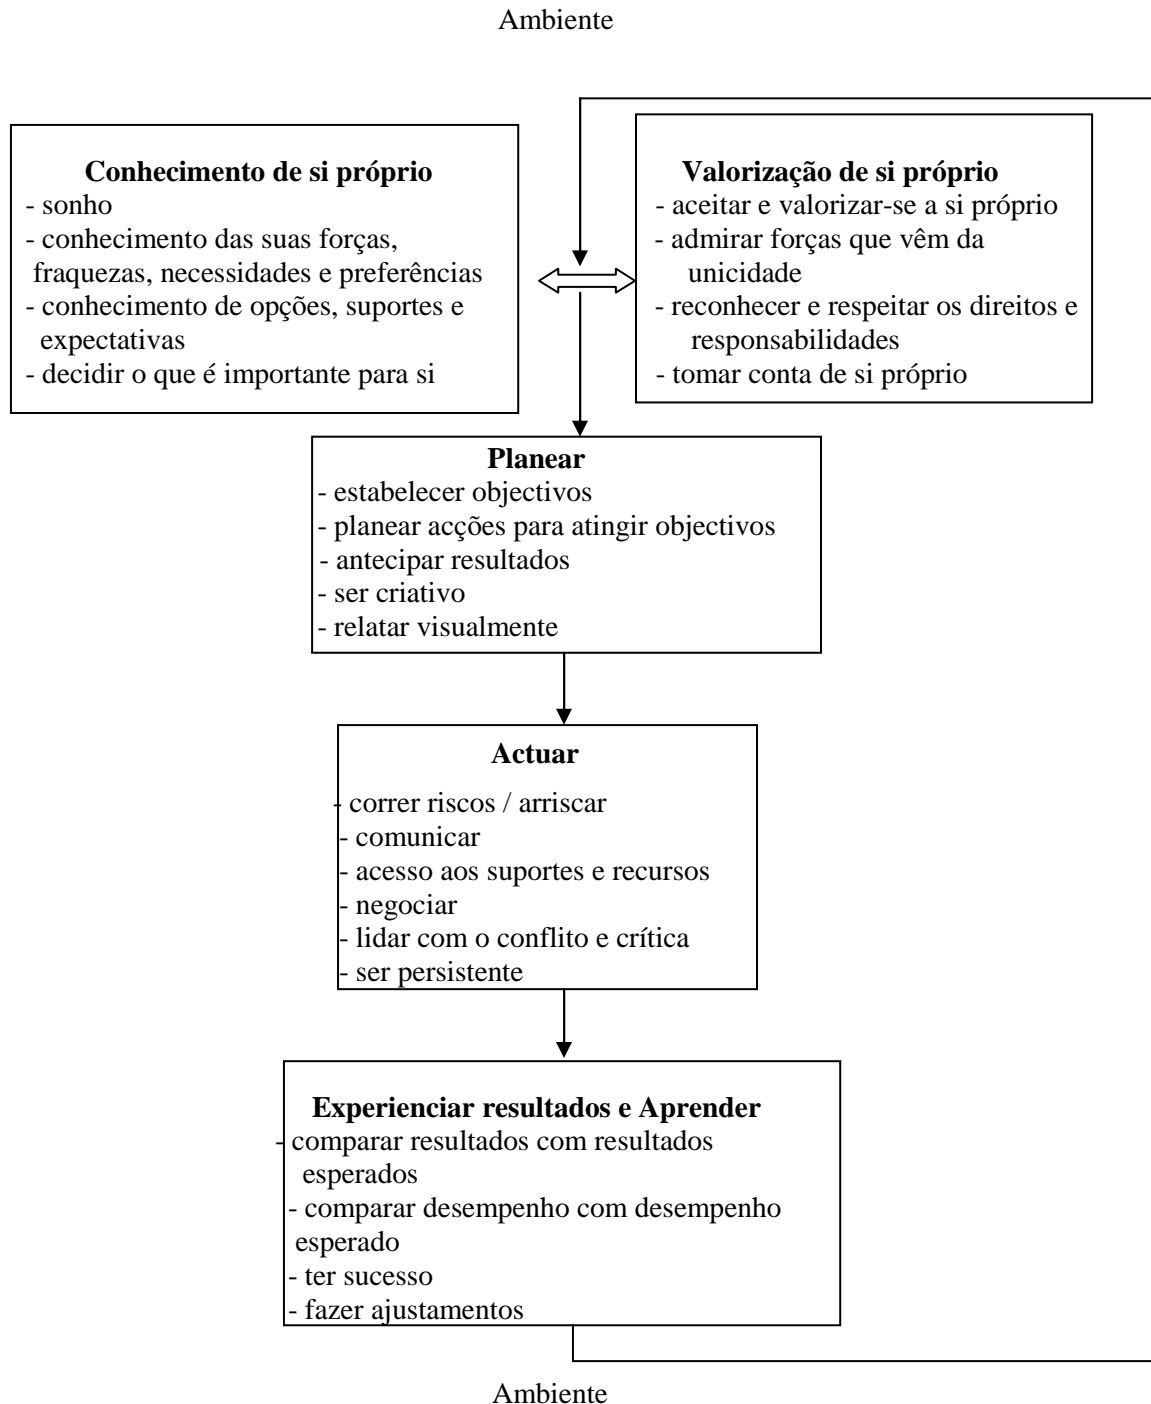 Ambiente
Conhecimento de si próprio
- sonho
- conhecimento das suas forças,
fraquezas, necessidades e preferências
- conhecimento de opções, suportes e
expectativas
- decidir o que é importante para si
Valorização de si próprio
- aceitar e valorizar-se a si próprio
- admirar forças que vêm da
unicidade
- reconhecer e respeitar os direitos e
responsabilidades
- tomar conta de si próprio
Planear
- estabelecer objectivos
- planear acções para atingir objectivos
- antecipar resultados
- ser criativo
- relatar visualmente
Actuar
- correr riscos / arriscar
- comunicar
- acesso aos suportes e recursos
- negociar
- lidar com o conflito e crítica
- ser persistente
Experienciar resultados e Aprender
- comparar resultados com resultados
esperados
- comparar desempenho com desempenho
esperado
- ter sucesso
- fazer ajustamentos
Ambiente